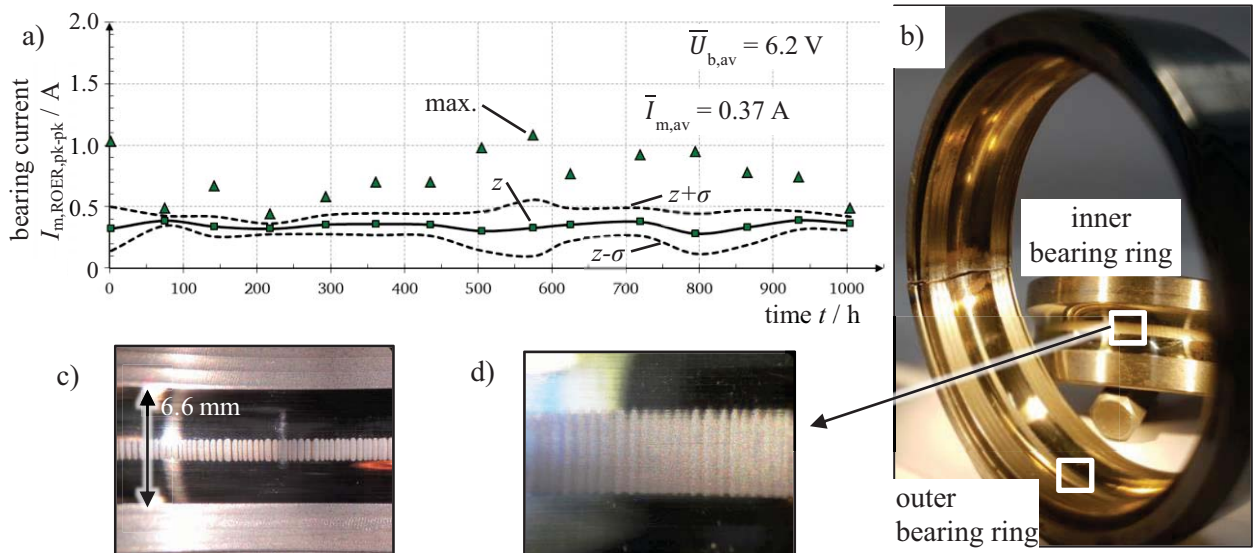 a)
bearing current
I_m,ROER,pk-pk / A
2.0
1.5
1.0
0.5
0
U̅_b,av = 6.2 V
I̅_m,av = 0.37 A
max.
z
z+σ
z-σ
0 100 200 300 400 500 600 700 800 900 1000
time t / h
b)
inner
bearing ring
outer
bearing ring
c)
6.6 mm
d)